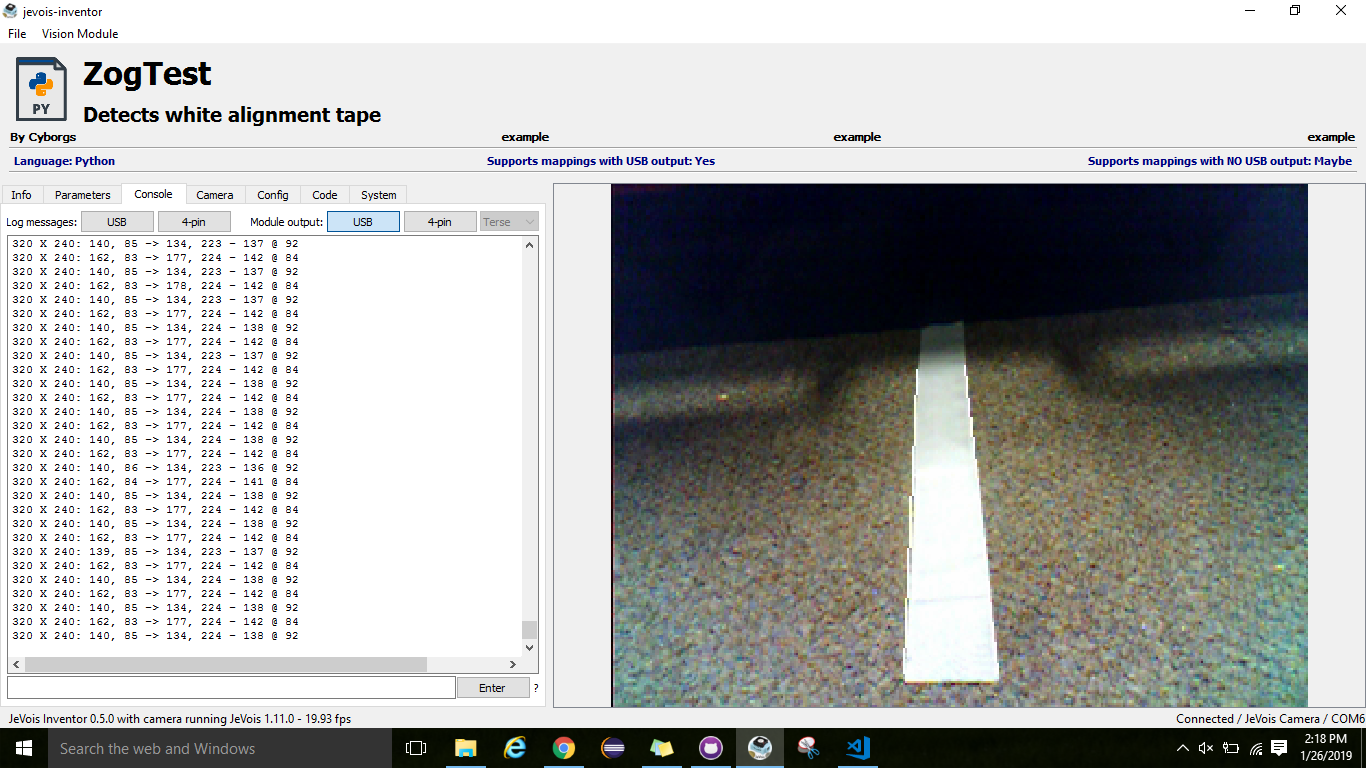 jevois-inventor
File Vision Module
PY
ZogTest
Detects white alignment tape
By Cyborgs example example example
Language: Python Supports mappings with USB output: Yes Supports mappings with NO USB output: Maybe
Info Parameters Console Camera Config Code System
Log messages: USB 4-pin Module output: USB 4-pin Terse
320 X 240: 140, 85 -> 134, 223 - 137 @ 92
320 X 240: 162, 83 -> 177, 224 - 142 @ 84
320 X 240: 140, 85 -> 134, 223 - 137 @ 92
320 X 240: 162, 83 -> 178, 224 - 142 @ 84
320 X 240: 140, 85 -> 134, 223 - 137 @ 92
320 X 240: 162, 83 -> 177, 224 - 142 @ 84
320 X 240: 140, 85 -> 134, 224 - 138 @ 92
320 X 240: 162, 83 -> 177, 224 - 142 @ 84
320 X 240: 140, 85 -> 134, 223 - 137 @ 92
320 X 240: 162, 83 -> 177, 224 - 142 @ 84
320 X 240: 140, 85 -> 134, 224 - 138 @ 92
320 X 240: 162, 83 -> 177, 224 - 142 @ 84
320 X 240: 140, 85 -> 134, 224 - 138 @ 92
320 X 240: 162, 83 -> 177, 224 - 142 @ 84
320 X 240: 140, 85 -> 134, 224 - 138 @ 92
320 X 240: 162, 83 -> 177, 224 - 142 @ 84
320 X 240: 140, 86 -> 134, 223 - 136 @ 92
320 X 240: 162, 84 -> 177, 224 - 141 @ 84
320 X 240: 140, 85 -> 134, 224 - 138 @ 92
320 X 240: 162, 83 -> 177, 224 - 142 @ 84
320 X 240: 140, 85 -> 134, 224 - 138 @ 92
320 X 240: 162, 83 -> 177, 224 - 142 @ 84
320 X 240: 139, 85 -> 134, 223 - 137 @ 92
320 X 240: 162, 83 -> 177, 224 - 142 @ 84
320 X 240: 140, 85 -> 134, 224 - 138 @ 92
320 X 240: 162, 83 -> 177, 224 - 142 @ 84
320 X 240: 140, 85 -> 134, 224 - 138 @ 92
320 X 240: 162, 83 -> 177, 224 - 142 @ 84
320 X 240: 140, 85 -> 134, 224 - 138 @ 92
Enter ?
JeVois Inventor 0.5.0 with camera running JeVois 1.11.0 - 19.93 fps Connected / JeVois Camera / COM6
Search the web and Windows
2:18 PM
1/26/2019